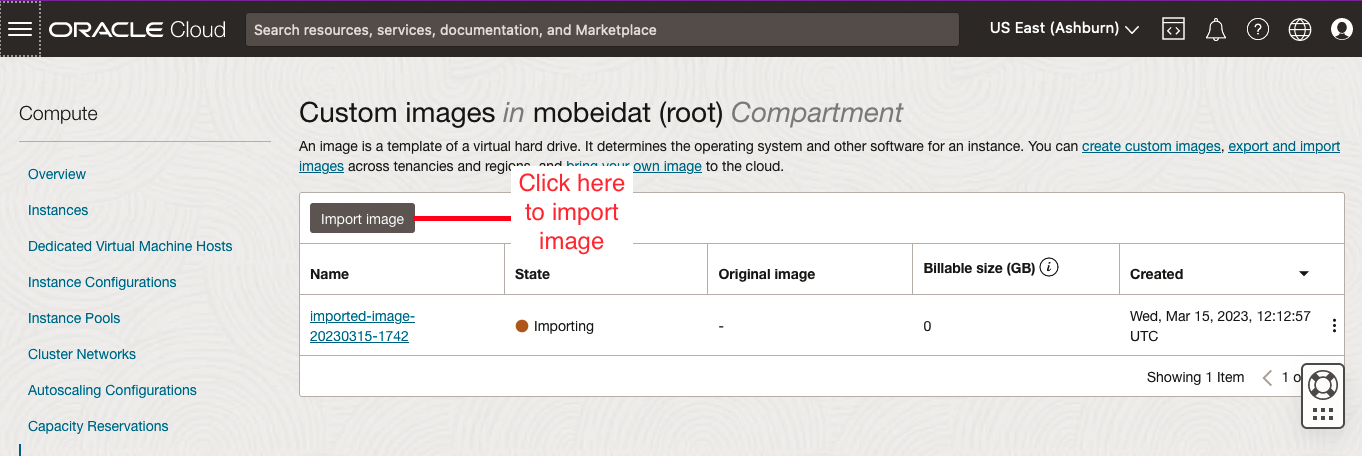 ORACLE Cloud
Search resources, services, documentation, and Marketplace
US East (Ashburn)
Compute
Overview
Instances
Dedicated Virtual Machine Hosts
Instance Configurations
Instance Pools
Cluster Networks
Autoscaling Configurations
Capacity Reservations
Custom images in mobeidat (root) Compartment
An image is a template of a virtual hard drive. It determines the operating system and other software for an instance. You can create custom images, export and import
images across tenancies and regions, and bring your own image to the cloud.
Import image
Click here
to import
image
Name State Original image Billable size (GB) i Created
imported-image-
20230315-1742
Importing
-
0
Wed, Mar 15, 2023, 12:12:57
UTC
Showing 1 Item
1